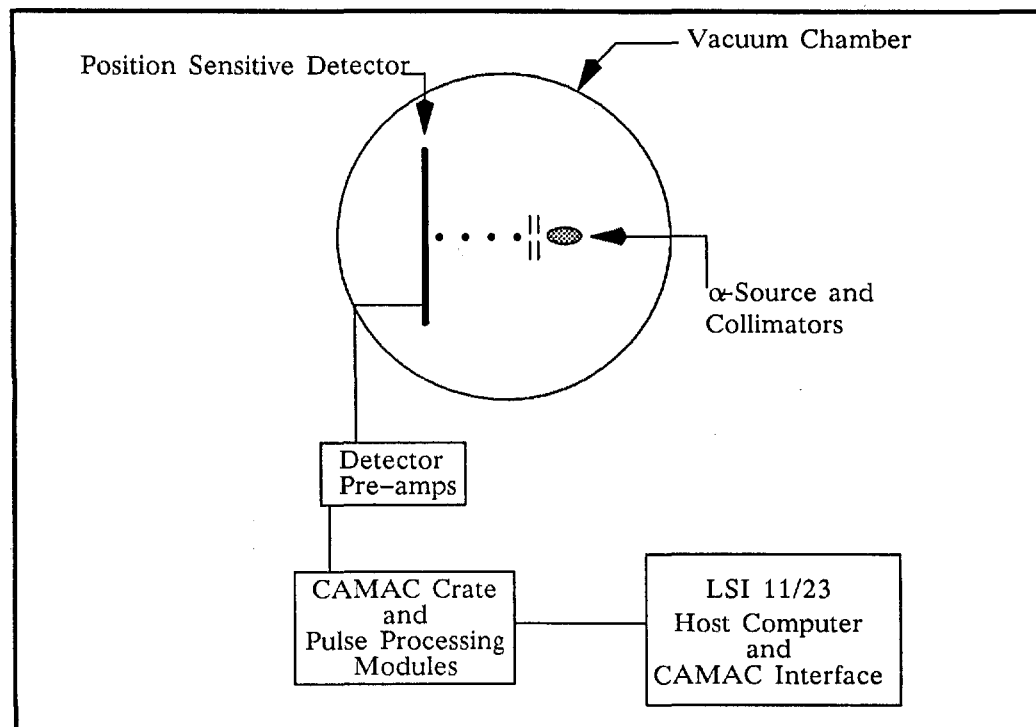 Vacuum Chamber
Position Sensitive Detector
α-Source and
Collimators
Detector
Pre-amps
CAMAC Crate
and
Pulse Processing
Modules
LSI 11/23
Host Computer
and
CAMAC Interface